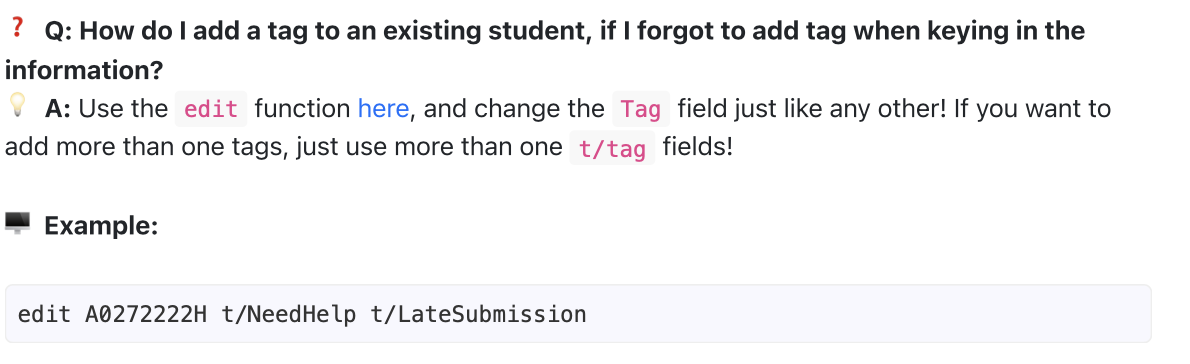 ❓ Q: How do I add a tag to an existing student, if I forgot to add tag when keying in the
information?
💡 A: Use the edit function here, and change the Tag field just like any other! If you want to
add more than one tags, just use more than one t/tag fields!
🖥️ Example:
edit A0272222H t/NeedHelp t/LateSubmission